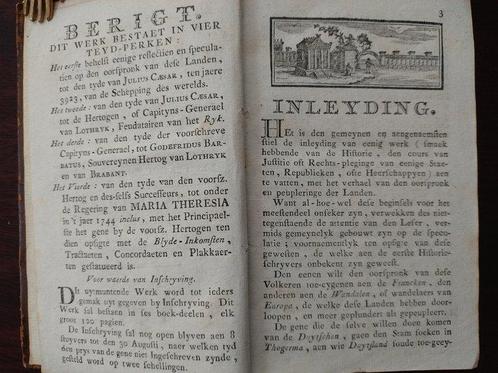 BERIGT.
DIT WERK BESTAET IN VIER
TEYD-PERKEN:
Het eerste behelst eenige reflectien en specula-
tien op den oorspronk van deze Landen, tot
den tyde van JULIUS CÆSAR, ten jaere
3923, van de Schepping des werelds.
Het tweede: van den tyde van JULIUS CÆSAR,
tot de Hertogen, of Capityns-Generael
van LOTHRYK, Feudataires van het Ryk.
Het derde: van den tyde der voorschreve
Capityns-Generael, tot GODEFRIDUS BAR-
BATUS, Souvereynen Hertog van LOTHRYK
en van BRABANT.
Het Vierde: van den tyde van den voorsz.
Hertog en des-selfs Successeurs, tot onder
de Regering van MARIA THERESIA
in 't jaer 1744 inclus, met het Principael-
ste het gene by de voorsz. Hertogen ten
dien opsigte met de Blyde-Inkomsten,
Tractaeten, Concordaeten en Plakkaer-
ten gestatueerd is.
Voor waerde van Inschryving.
Dit uytmuntende Werk word tot ieders
gemak uyt gegeven by Inschryving. Dit
Werk sal bestaen in ses boek-deelen, elk
groot 120 pagien.
De Inschryving sal nog open blyven aen 8
stuyvers tot den 30 Augusti, naer welken tyd
den prys van de gene niet Ingeschreven zynde,
gesteld word op twee schellingen.
3
INLEYDING.
HEt is den gemeynen en aengenaemsten
stiel de inleyding van eenig werk (smaek
hebbende van de Historie, den cours van
Justitie oft Rechts-pleginge van eenige Stae-
ten, Republieken, ofte Heerschappyen) aen
te vatten, met het verhael van den oorspronk
en peupleringe der Landen.
Want al-hoe-wel dese beginsels voor het
meestendeel onseker zyn, verwekken des niet-
tegenstaende de attentie van den Leser, ver-
mids gemeynelyk gebouwt zyn op de specu-
latie; voornaementlyk ten opsigte van dese
gewesten, de welke aen de eerste Historie-
schryvers onbekent zyn geweest.
Den eenen wilt den oorspronk van dese
Volkeren toe-eygenen aen de Francken, den
anderen aen de Wandalen, of wandelaers van
Europa, de welke dese Landen hebben door-
loopen, en meer geplundert als gepeupleert.
De gene die de selve willen doen komen
van de Duytschen, gaen den Stam soeken in
Thogorma, aen wie Duytsland soude toe-geey-